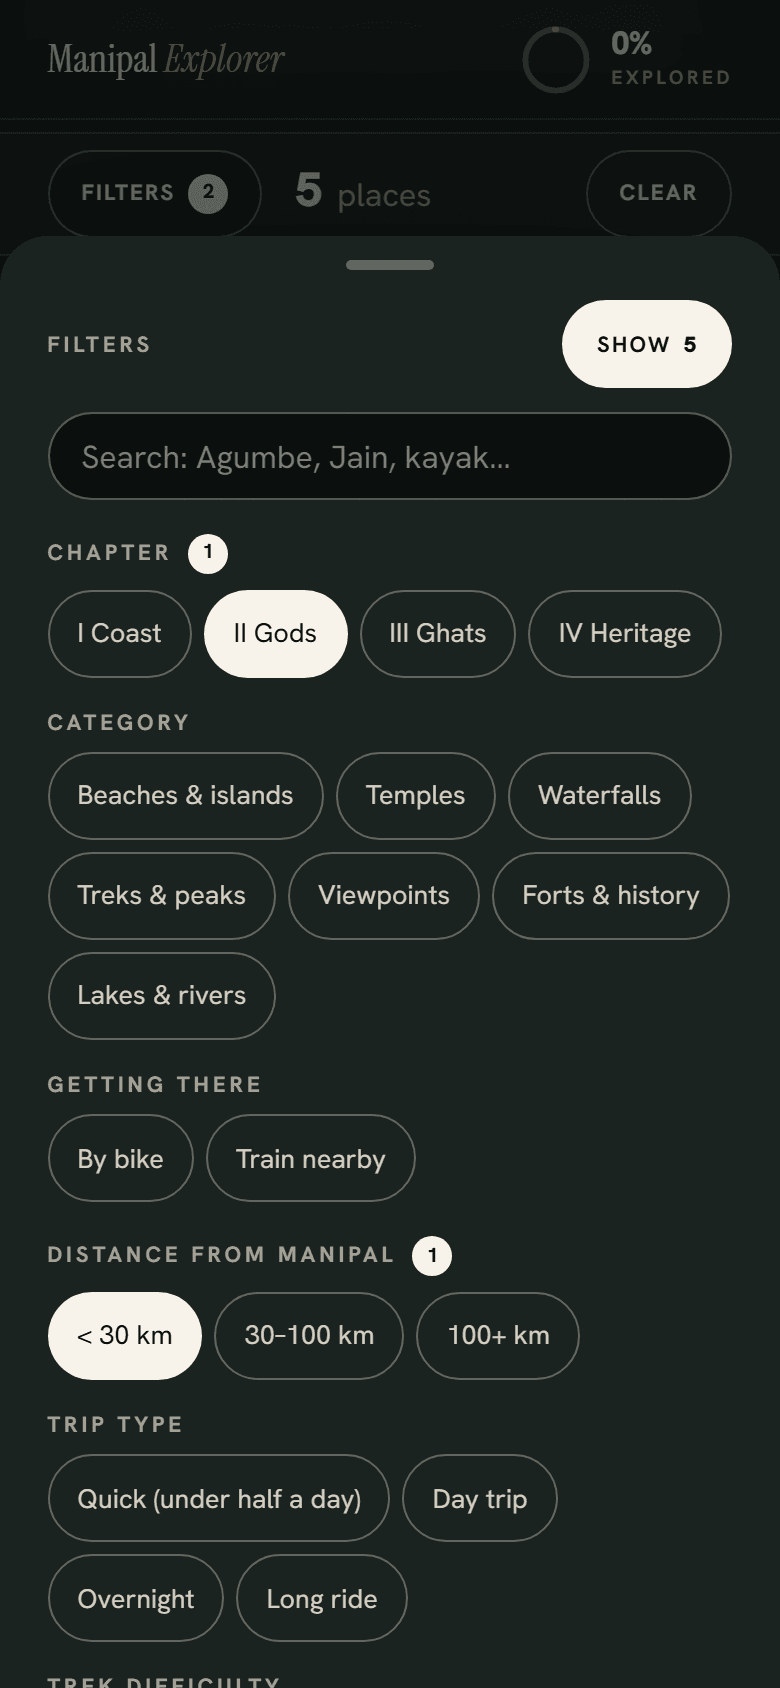 Manipal Explorer
0%
EXPLORED
FILTERS 2 5 places CLEAR
FILTERS SHOW 5
Search: Agumbe, Jain, kayak...
CHAPTER 1
I Coast II Gods III Ghats IV Heritage
CATEGORY
Beaches & islands Temples Waterfalls
Treks & peaks Viewpoints Forts & history
Lakes & rivers
GETTING THERE
By bike Train nearby
DISTANCE FROM MANIPAL 1
< 30 km 30–100 km 100+ km
TRIP TYPE
Quick (under half a day) Day trip
Overnight Long ride
TREK DIFFICULTY